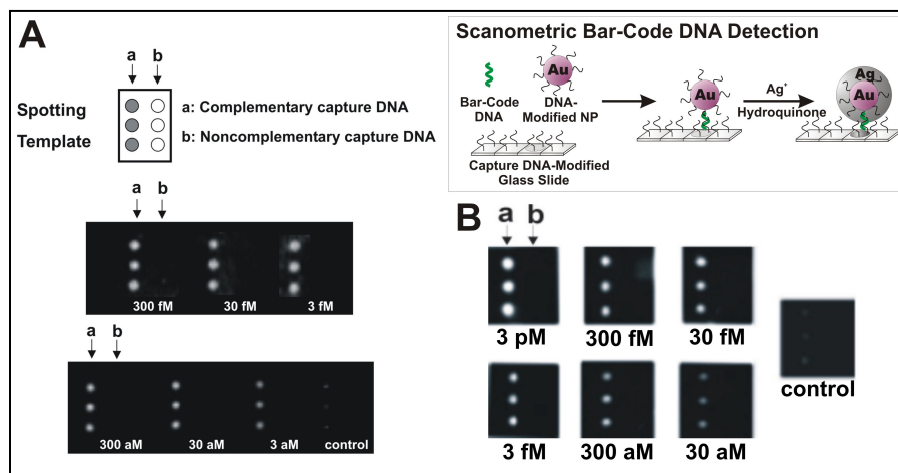 A
a b
Spotting
Template
a: Complementary capture DNA
b: Noncomplementary capture DNA
a b
300 fM 30 fM 3 fM
a b
300 aM 30 aM 3 aM control
Scanometric Bar-Code DNA Detection
Au
Bar-Code
DNA
DNA-
Modified NP
Capture DNA-Modified
Glass Slide
Au
Ag+
Hydroquinone
Ag
Au
B
a b
3 pM 300 fM 30 fM
control
3 fM 300 aM 30 aM